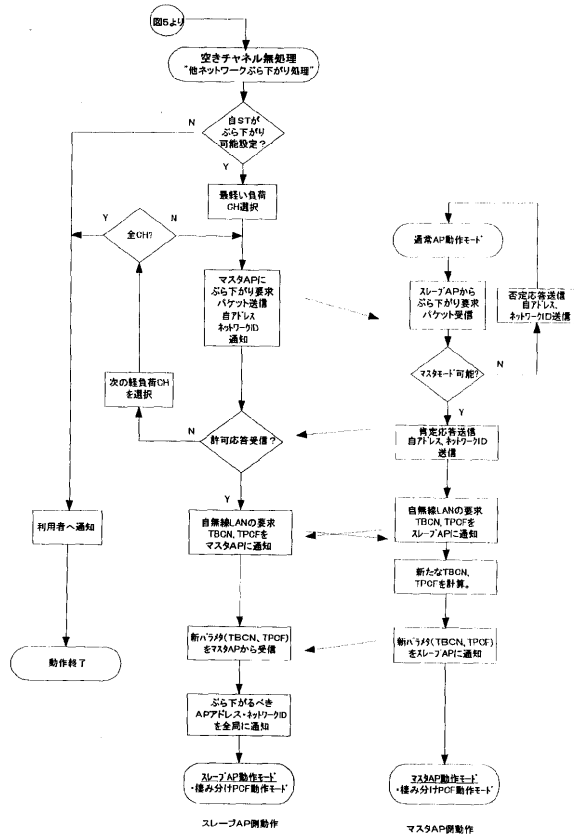 図5より
空きチャネル無処理
"他ネットワークぶら下がり処理"
N
自STが
ぶら下がり
可能設定?
Y
最軽い負荷
CH選択
Y
全CH?
N
マスタAPに
ぶら下がり要求
パケット送信
自アドレス
ネットワークID
通知
次の軽負荷CH
を選択
N
許可応答受信?
Y
利用者へ通知
自無線LANの要求
TBCN, TPCFを
マスタAPに通知
新パラメタ(TBCN、TPCF)
をマスタAPから受信
動作終了
ぶら下がるべき
APアドレス・ネットワークID
を全局に通知
スレーブAP動作モード
・棲み分けPCF動作モード
スレーブAP側動作
通常AP動作モード
スレーブAPから
ぶら下がり要求
パケット受信
否定応答送信
自アドレス、
ネットワークID送信
マスタモード可能?
N
Y
肯定応答送信
自アドレス、ネットワークID
送信
自無線LANの要求
TBCN, TPCFを
スレーブAPに通知
新たなTBCN,
TPCFを計算。
新パラメタ(TBCN、TPCF)
をスレーブAPに通知
マスタAP動作モード
・棲み分けPCF動作モード
マスタAP側動作